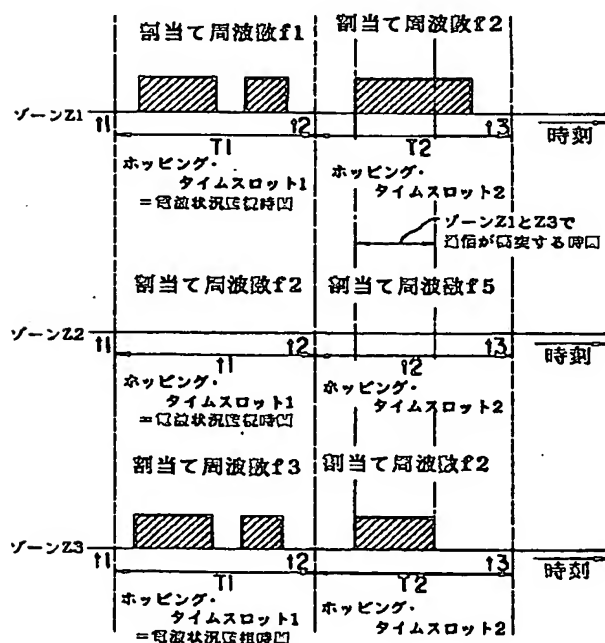 割当て周波数f1
割当て周波数f2
ゾーンZ1
t1
t2
t3
時刻
T1
T2
ホッピング・
タイムスロット1
ホッピング・
タイムスロット2
ゾーンZ1とZ3で
する時間
割当て周波数f2
割当て周波数f5
ゾーンZ2
t1
t2
t3
時刻
t1
t2
ホッピング・
タイムスロット1
ホッピング・
タイムスロット2
割当て周波数f3
割当て周波数f2
ゾーンZ3
t1
t2
t3
時刻
T1
T2
ホッピング・
タイムスロット1
ホッピング・
タイムスロット2